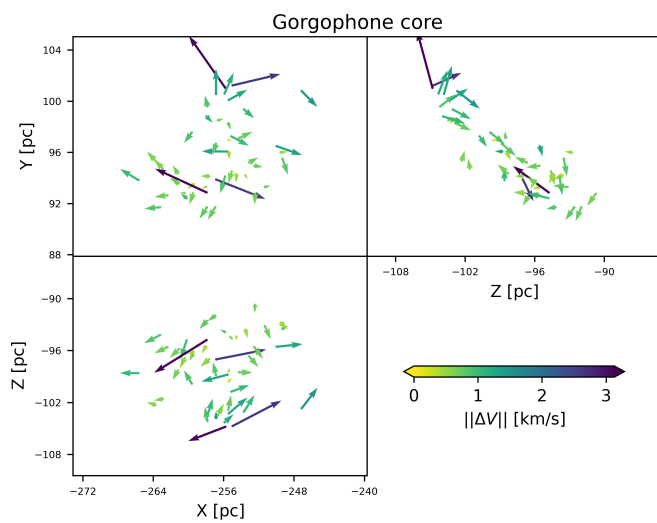 Gorgophone core
104
100
96
92
88
Y [pc]
−108 −102 −96 −90
Z [pc]
−90
−96
−102
−108
Z [pc]
0 1 2 3
||ΔV|| [km/s]
−272 −264 −256 −248 −240
X [pc]